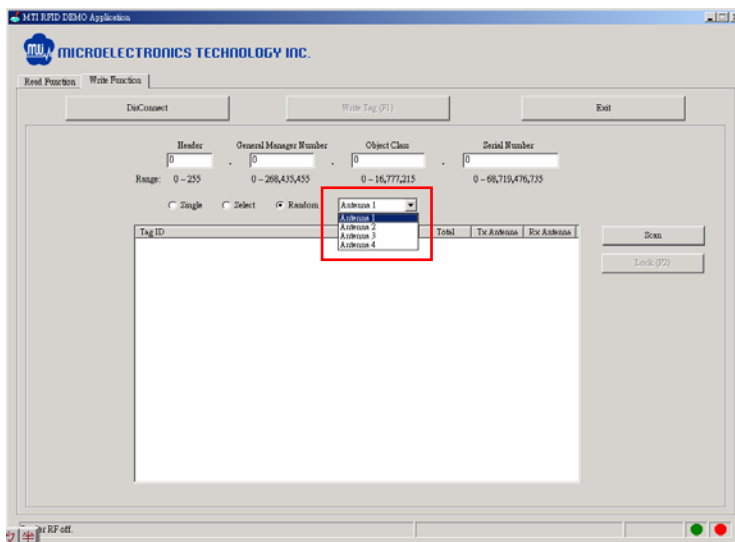 MTI RFID DEMO Application
MTI, MICROELECTRONICS TECHNOLOGY INC.
Read Function Write Function
DisConnect Write Tag (F1) Exit
Header General Manager Number Object Class Serial Number
0 . 0 . 0 . 0
Range: 0 ~ 255 0 ~ 268,435,455 0 ~ 16,777,215 0 ~ 68,719,476,735
Single Select Random Antenna 1
Antenna 1
Antenna 2
Antenna 3
Antenna 4
Tag ID Total Tx Antenna Rx Antenna
Scan
Lock (F2)
RF off.